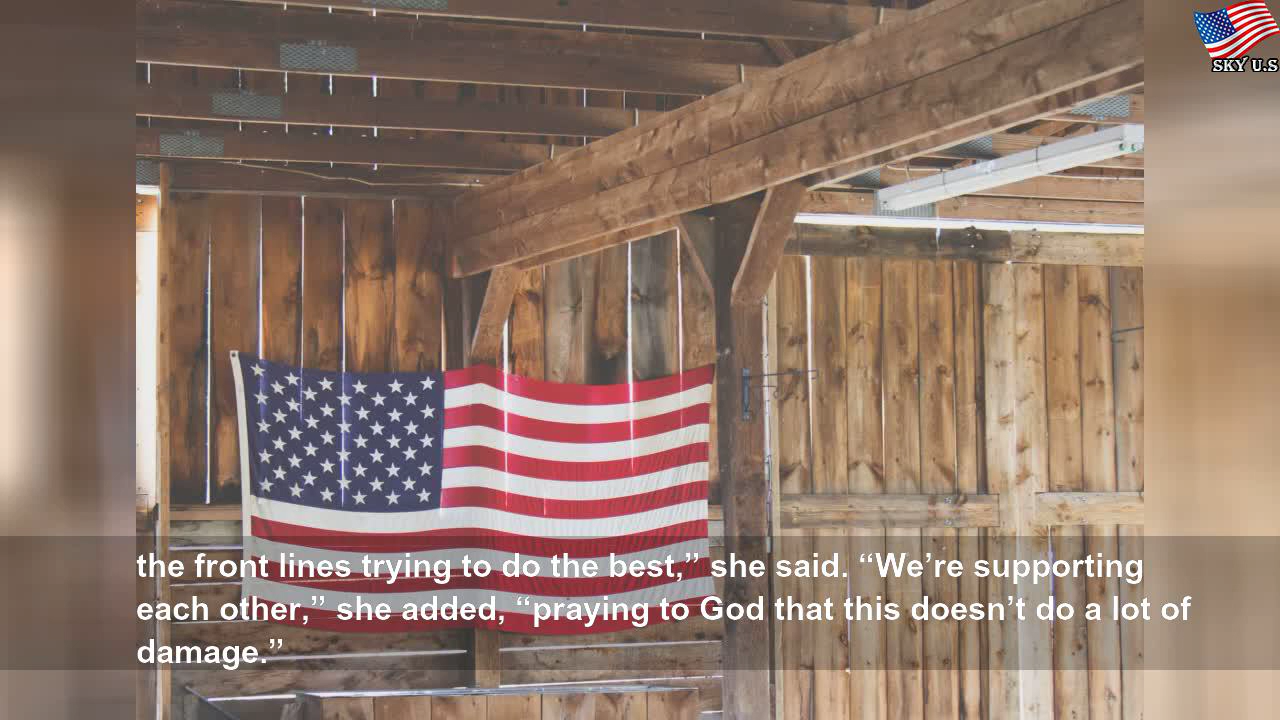 SKY U.S
the front lines trying to do the best,” she said. “We’re supporting
each other,” she added, “praying to God that this doesn’t do a lot of
damage.”